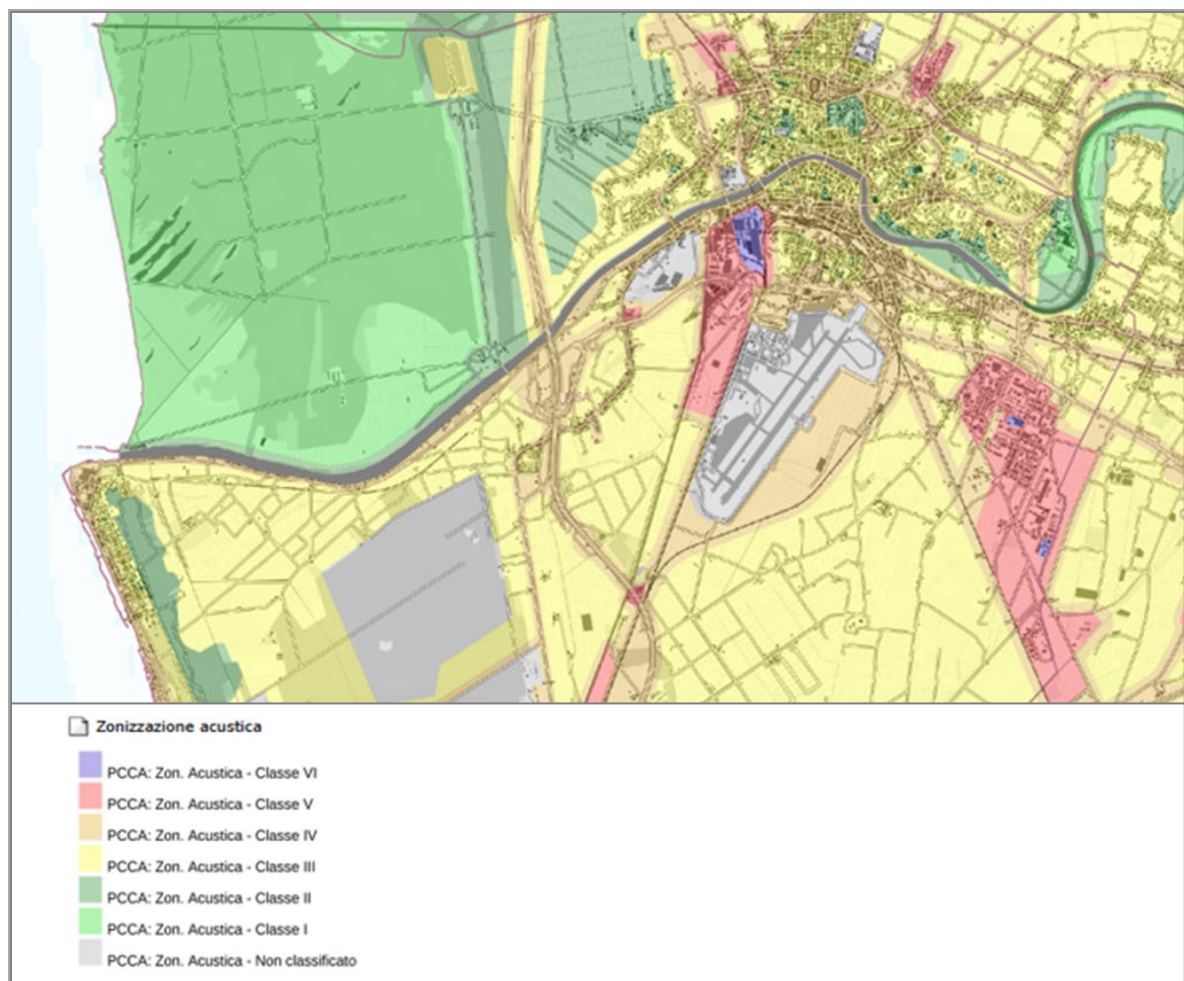 Zonizzazione acustica
PCCA: Zon. Acustica - Classe VI
PCCA: Zon. Acustica - Classe V
PCCA: Zon. Acustica - Classe IV
PCCA: Zon. Acustica - Classe III
PCCA: Zon. Acustica - Classe II
PCCA: Zon. Acustica - Classe I
PCCA: Zon. Acustica - Non classificato